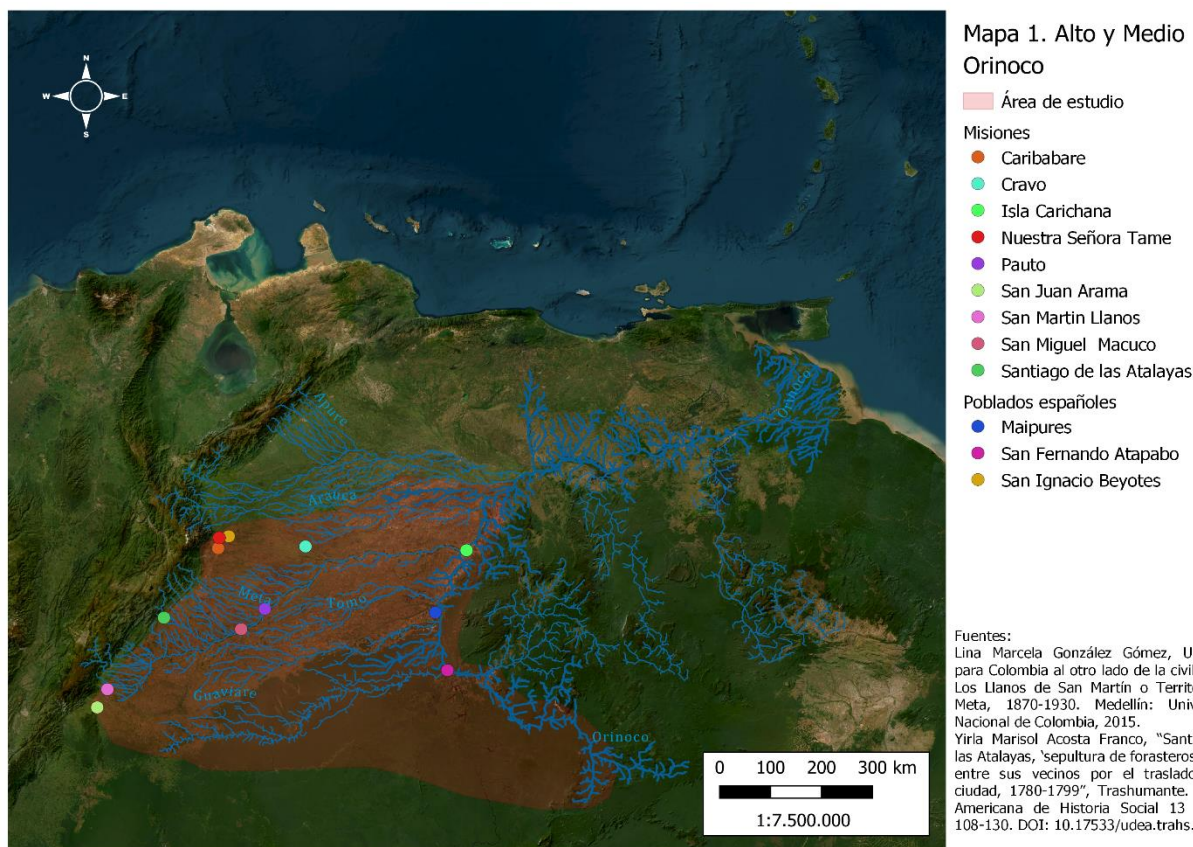 Mapa 1. Alto y Medio
Orinoco
Área de estudio
Misiones
Caribabare
Cravo
Isla Carichana
Nuestra Señora Tame
Pauto
San Juan Arama
San Martin Llanos
San Miguel Macuco
Santiago de las Atalayas
Poblados españoles
Maipures
San Fernando Atapabo
San Ignacio Beyotes
N
W
E
S
Apure
Orinoco
Arauca
Meta
Tomo
Guaviare
Orinoco
0 100 200 300 km
1:7.500.000
Fuentes:
Lina Marcela González Gómez, U
para Colombia al otro lado de la civil
Los Llanos de San Martín o Territo
Meta, 1870-1930. Medellín: Univ
Nacional de Colombia, 2015.
Yirla Marisol Acosta Franco, “Sant
las Atalayas, ‘sepultura de forasteros
entre sus vecinos por el traslado
ciudad, 1780-1799”, Trashumante.
Americana de Historia Social 13
108-130. DOI: 10.17533/udea.trahs.